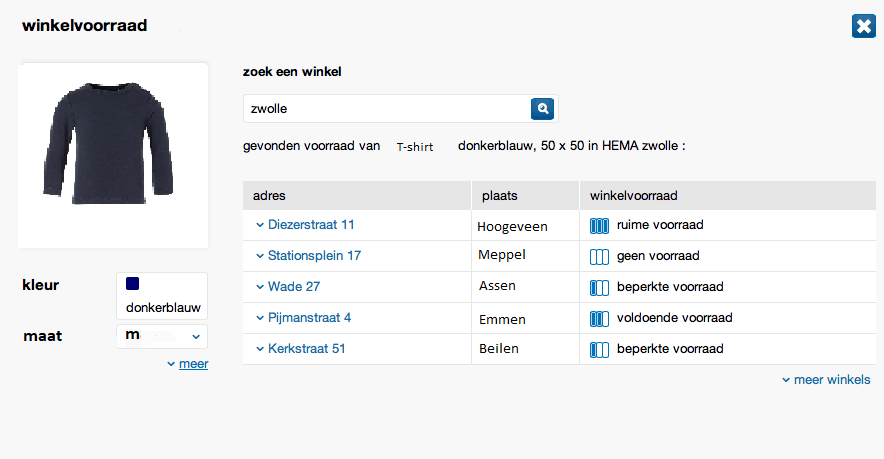 winkelvoorraad
zoek een winkel
zwolle
gevonden voorraad van T-shirt donkerblauw, 50 x 50 in HEMA zwolle :
adres plaats winkelvoorraad
Diezerstraat 11 Hoogeveen ruime voorraad
Stationsplein 17 Meppel geen voorraad
Wade 27 Assen beperkte voorraad
Pijmanstraat 4 Emmen voldoende voorraad
Kerkstraat 51 Beilen beperkte voorraad
meer winkels
kleur
donkerblauw
maat m
meer